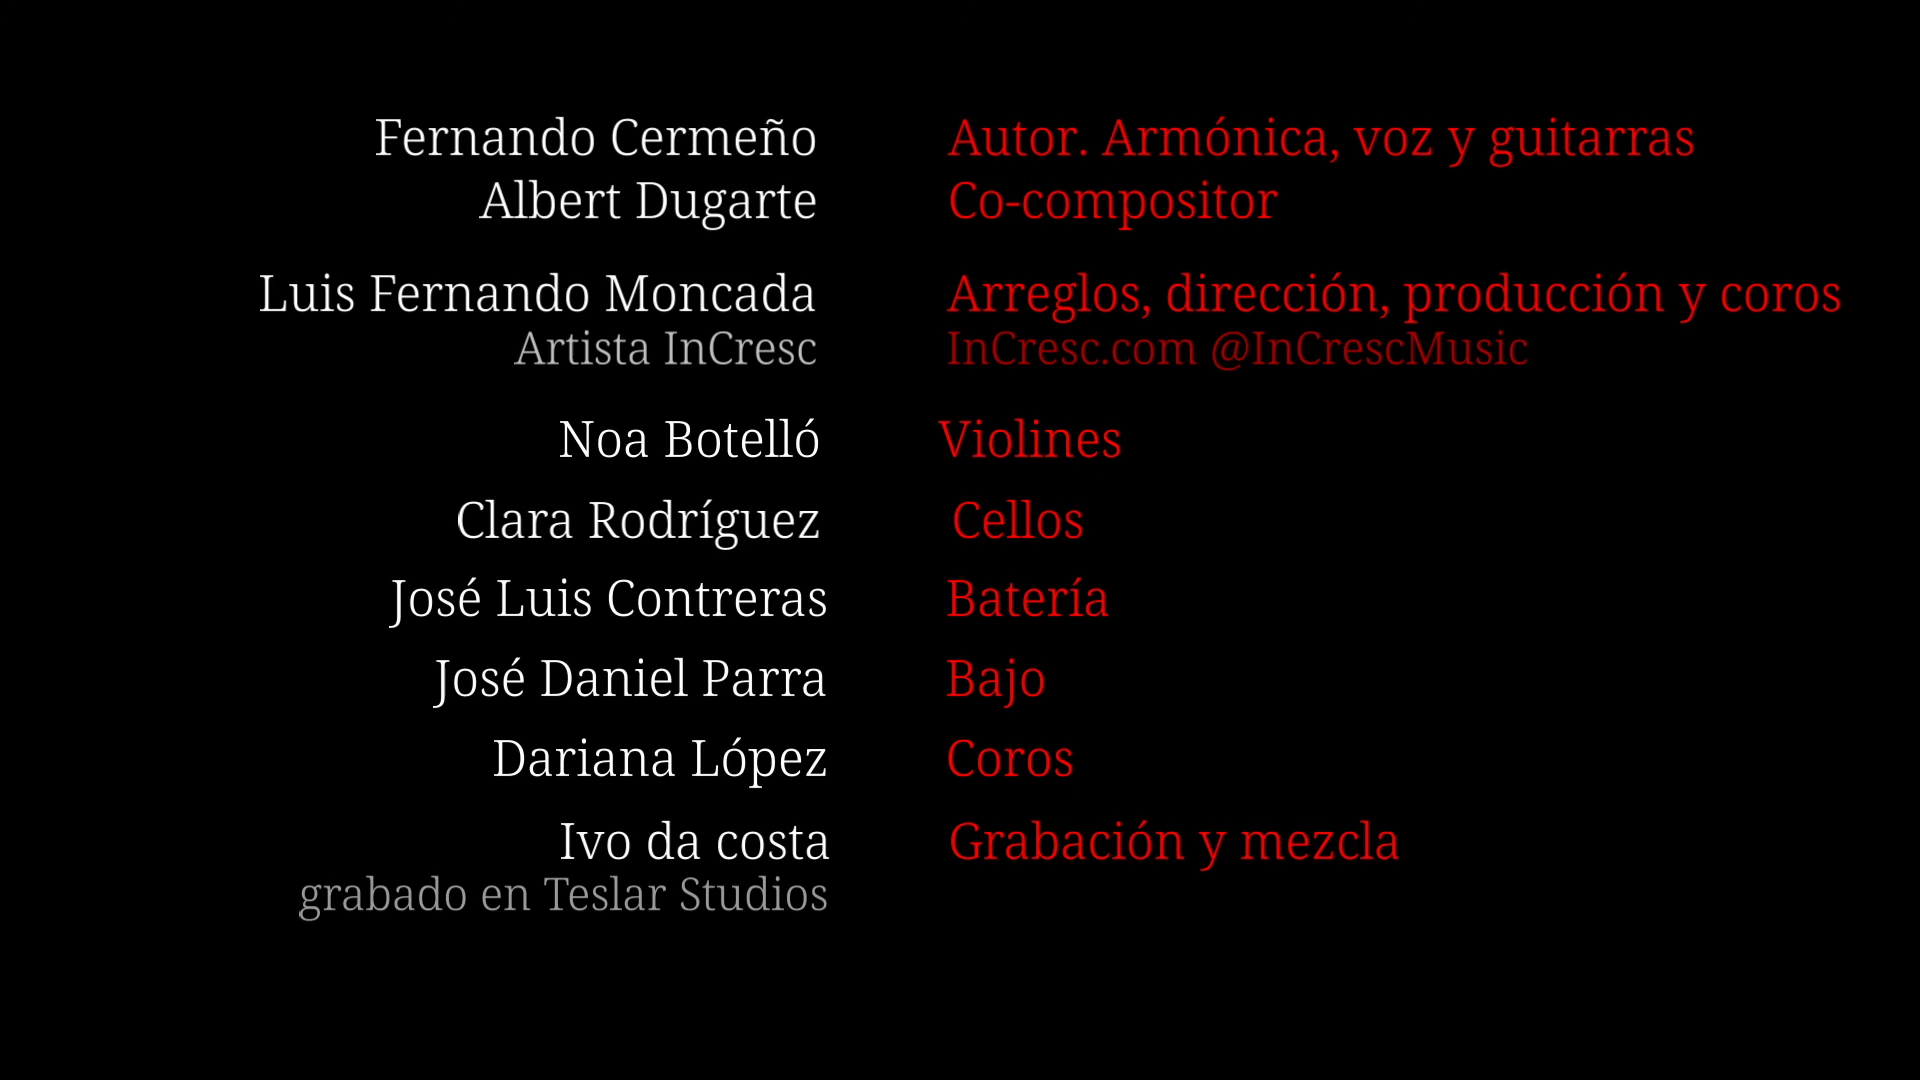 Fernando Cermeño Autor. Armónica, voz y guitarras
Albert Dugarte Co-compositor
Luis Fernando Moncada Arreglos, dirección, producción y coros
Artista InCresc InCresc.com @InCrescMusic
Noa Botelló Violines
Clara Rodríguez Cellos
José Luis Contreras Batería
José Daniel Parra Bajo
Dariana López Coros
Ivo da costa Grabación y mezcla
grabado en Teslar Studios